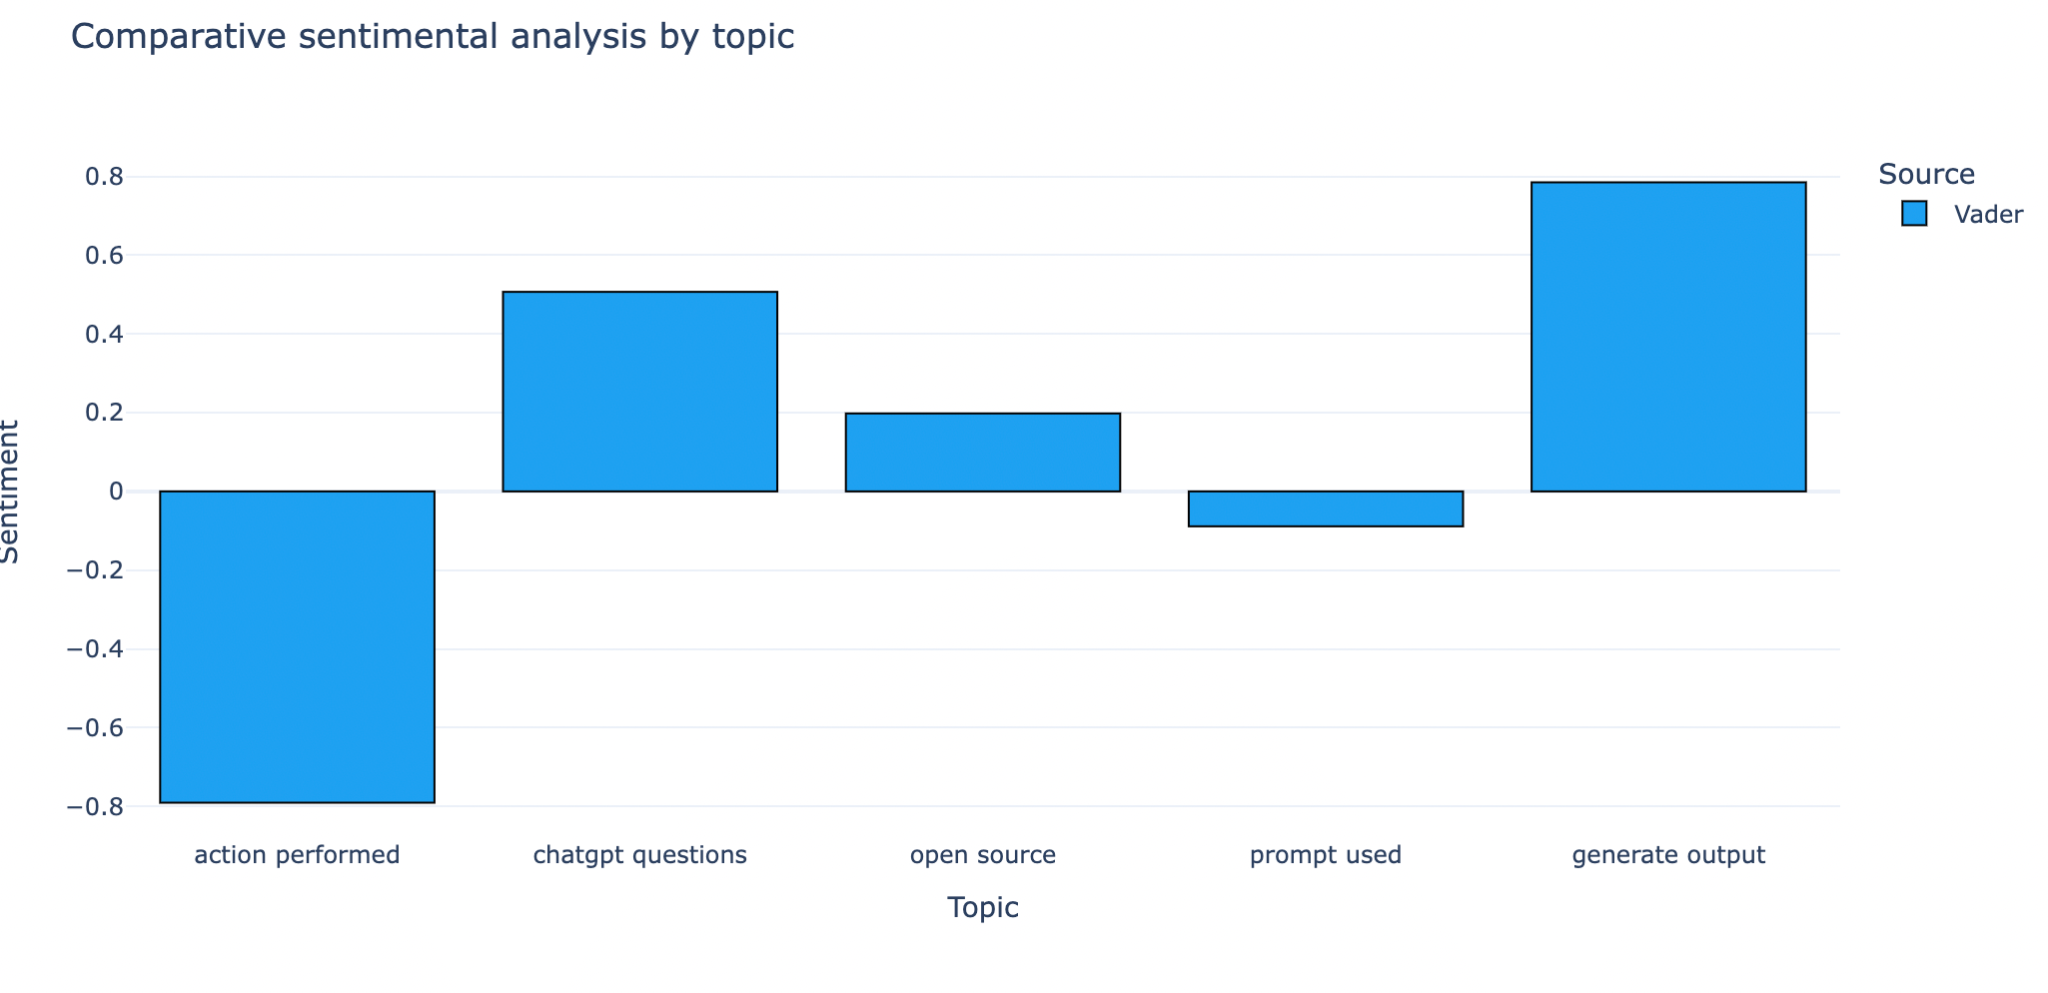 Comparative sentimental analysis by topic
Source
Vader
0.8
0.6
0.4
0.2
0
−0.2
−0.4
−0.6
−0.8
Sentiment
action performed
chatgpt questions
open source
prompt used
generate output
Topic